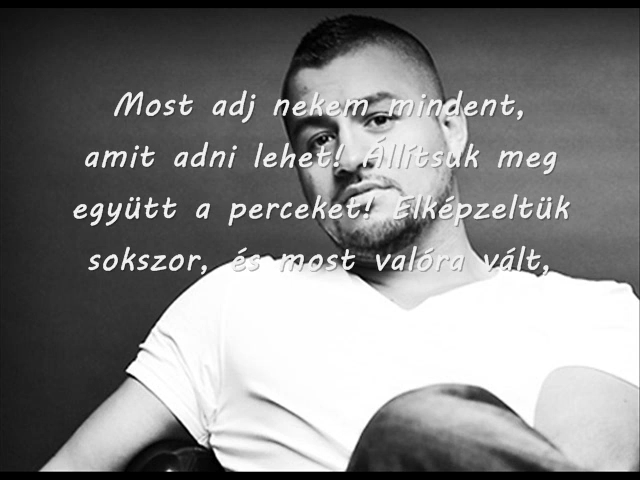 Most adj nekem mindent,
amit adni lehet! Állítsuk meg
együtt a perceket! Elképzeltük
sokszor, és most valóra vált,